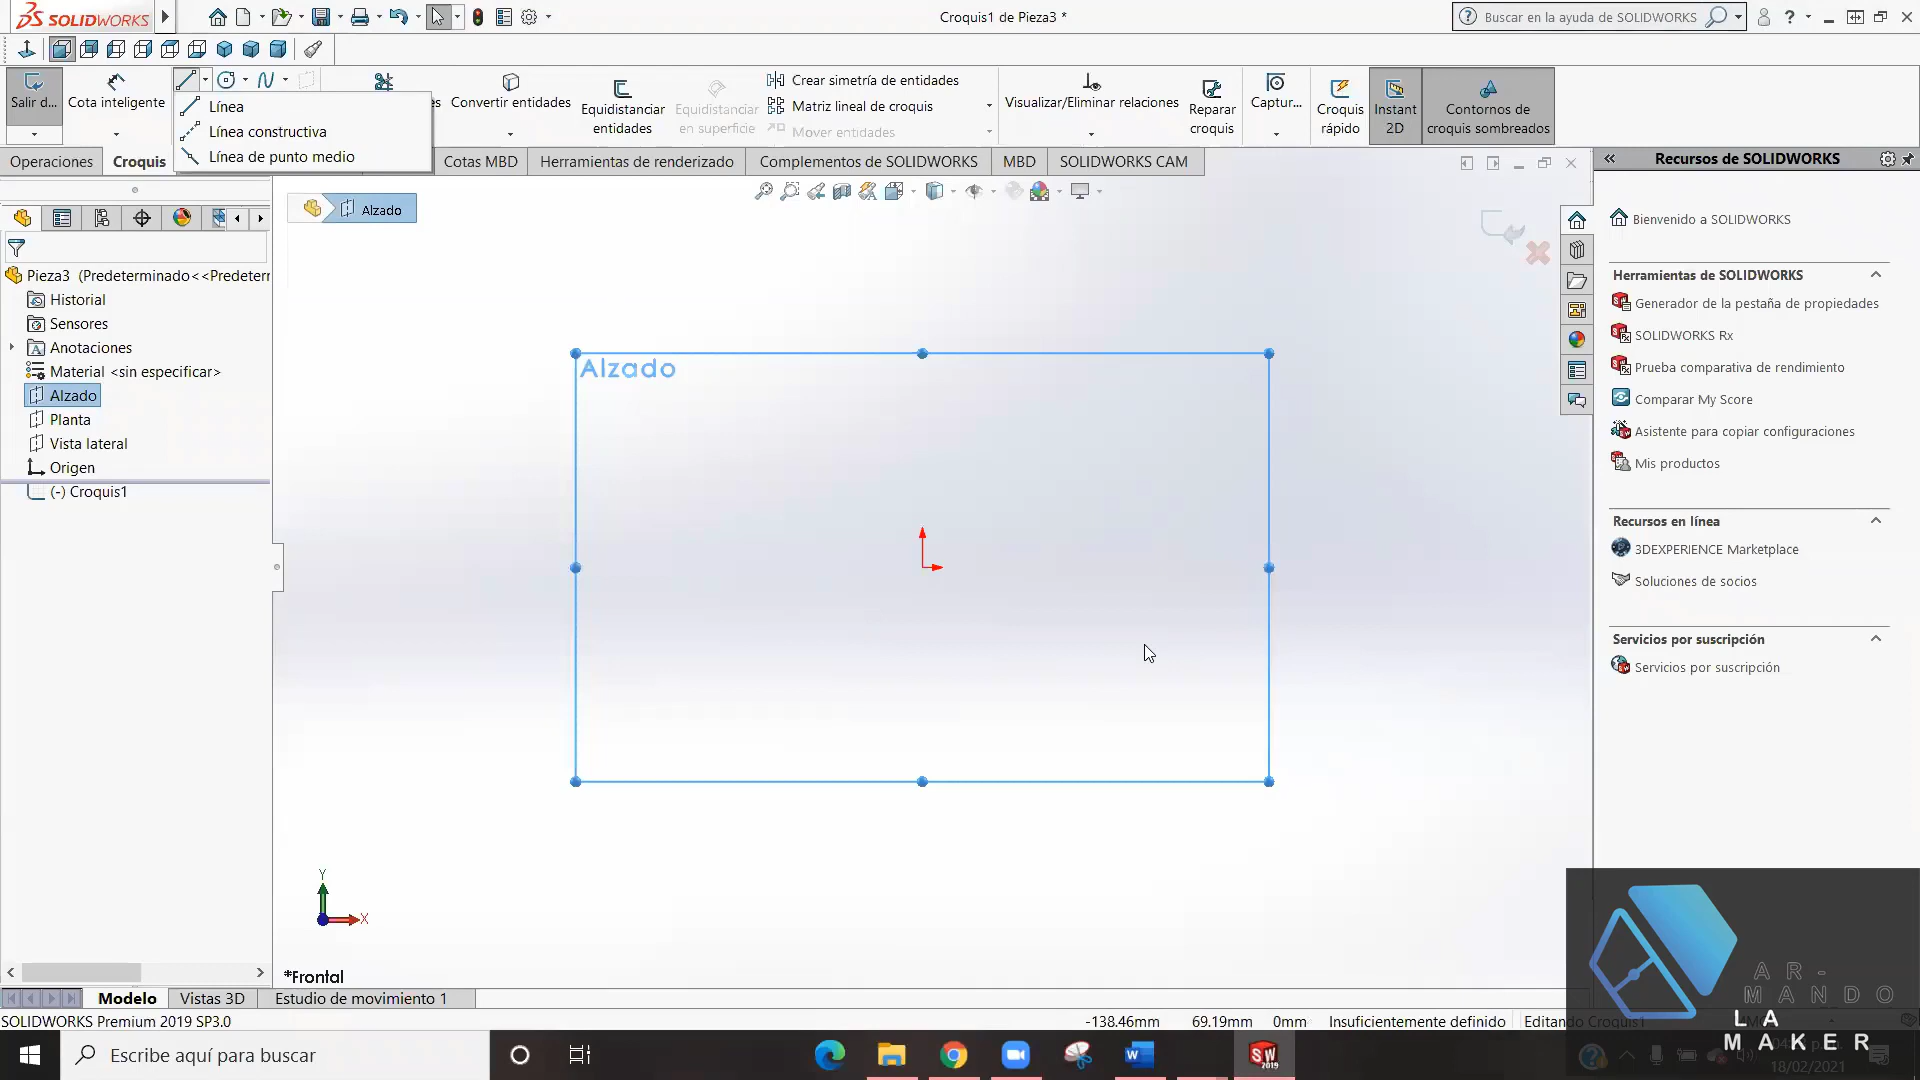 SOLIDWORKS
Croquis1 de Pieza3 *
Buscar en la ayuda de SOLIDWORKS
Salir d...
Cota inteligente
Línea
Línea constructiva
Línea de punto medio
Convertir entidades
Equidistanciar
entidades
Equidistanciar
en superficie
Crear simetría de entidades
Matriz lineal de croquis
Mover entidades
Visualizar/Eliminar relaciones
Reparar
croquis
Captur...
Croquis
rápido
Instant
2D
Contornos de
croquis sombreados
Operaciones
Croquis
Cotas MBD
Herramientas de renderizado
Complementos de SOLIDWORKS
MBD
SOLIDWORKS CAM
Alzado
Pieza3 (Predeterminado<<Predeterr
Historial
Sensores
Anotaciones
Material <sin especificar>
Alzado
Planta
Vista lateral
Origen
(-) Croquis1
Alzado
Y
X
*Frontal
Recursos de SOLIDWORKS
Bienvenido a SOLIDWORKS
Herramientas de SOLIDWORKS
Generador de la pestaña de propiedades
SOLIDWORKS Rx
Prueba comparativa de rendimiento
Comparar My Score
Asistente para copiar configuraciones
Mis productos
Recursos en línea
3DEXPERIENCE Marketplace
Soluciones de socios
Servicios por suscripción
Servicios por suscripción
Modelo
Vistas 3D
Estudio de movimiento 1
SOLIDWORKS Premium 2019 SP3.0
-138.46mm
69.19mm
0mm
Insuficientemente definido
Editando Croquis1
AR-
MANDO
LA
MAKER
Escribe aquí para buscar
SW
2019
18/02/2021